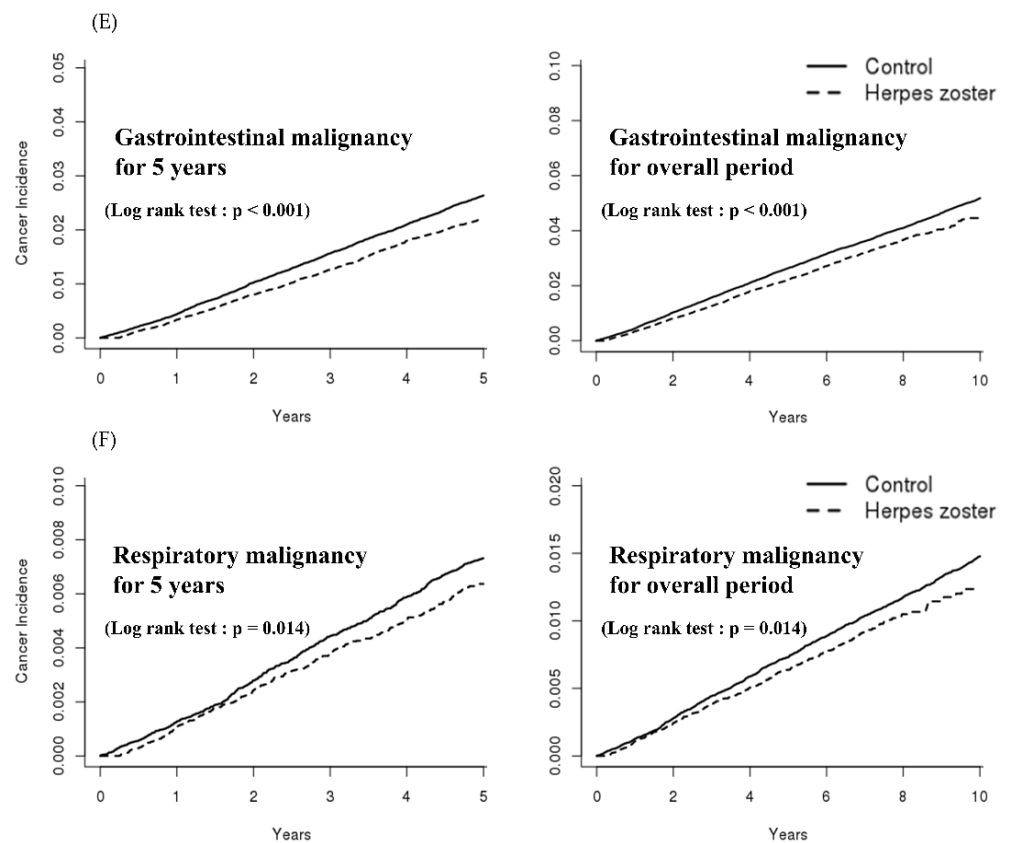 (E)
Cancer Incidence
0.05
0.04
0.03
0.02
0.01
0.00
Gastrointestinal malignancy
for 5 years
(Log rank test : p < 0.001)
0 1 2 3 4 5
Years
0.10
0.08
0.06
0.04
0.02
0.00
Control
Herpes zoster
Gastrointestinal malignancy
for overall period
(Log rank test : p < 0.001)
0 2 4 6 8 10
Years
(F)
Cancer Incidence
0.010
0.008
0.006
0.004
0.002
0.000
Respiratory malignancy
for 5 years
(Log rank test : p = 0.014)
0 1 2 3 4 5
Years
0.020
0.015
0.010
0.005
0.000
Control
Herpes zoster
Respiratory malignancy
for overall period
(Log rank test : p = 0.014)
0 2 4 6 8 10
Years